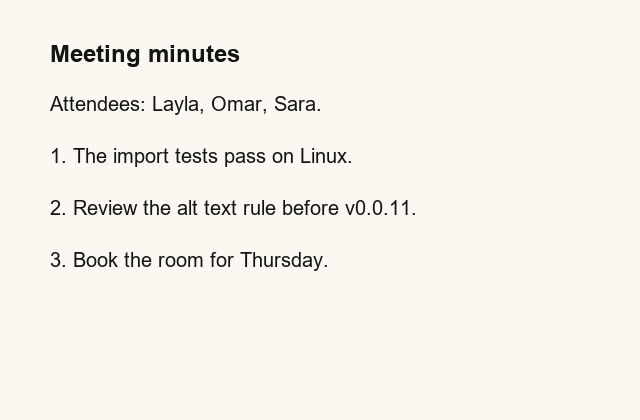 Meeting minutes
Attendees: Layla, Omar, Sara.
1. The import tests pass on Linux.
2. Review the alt text rule before v0.0.11.
3. Book the room for Thursday.